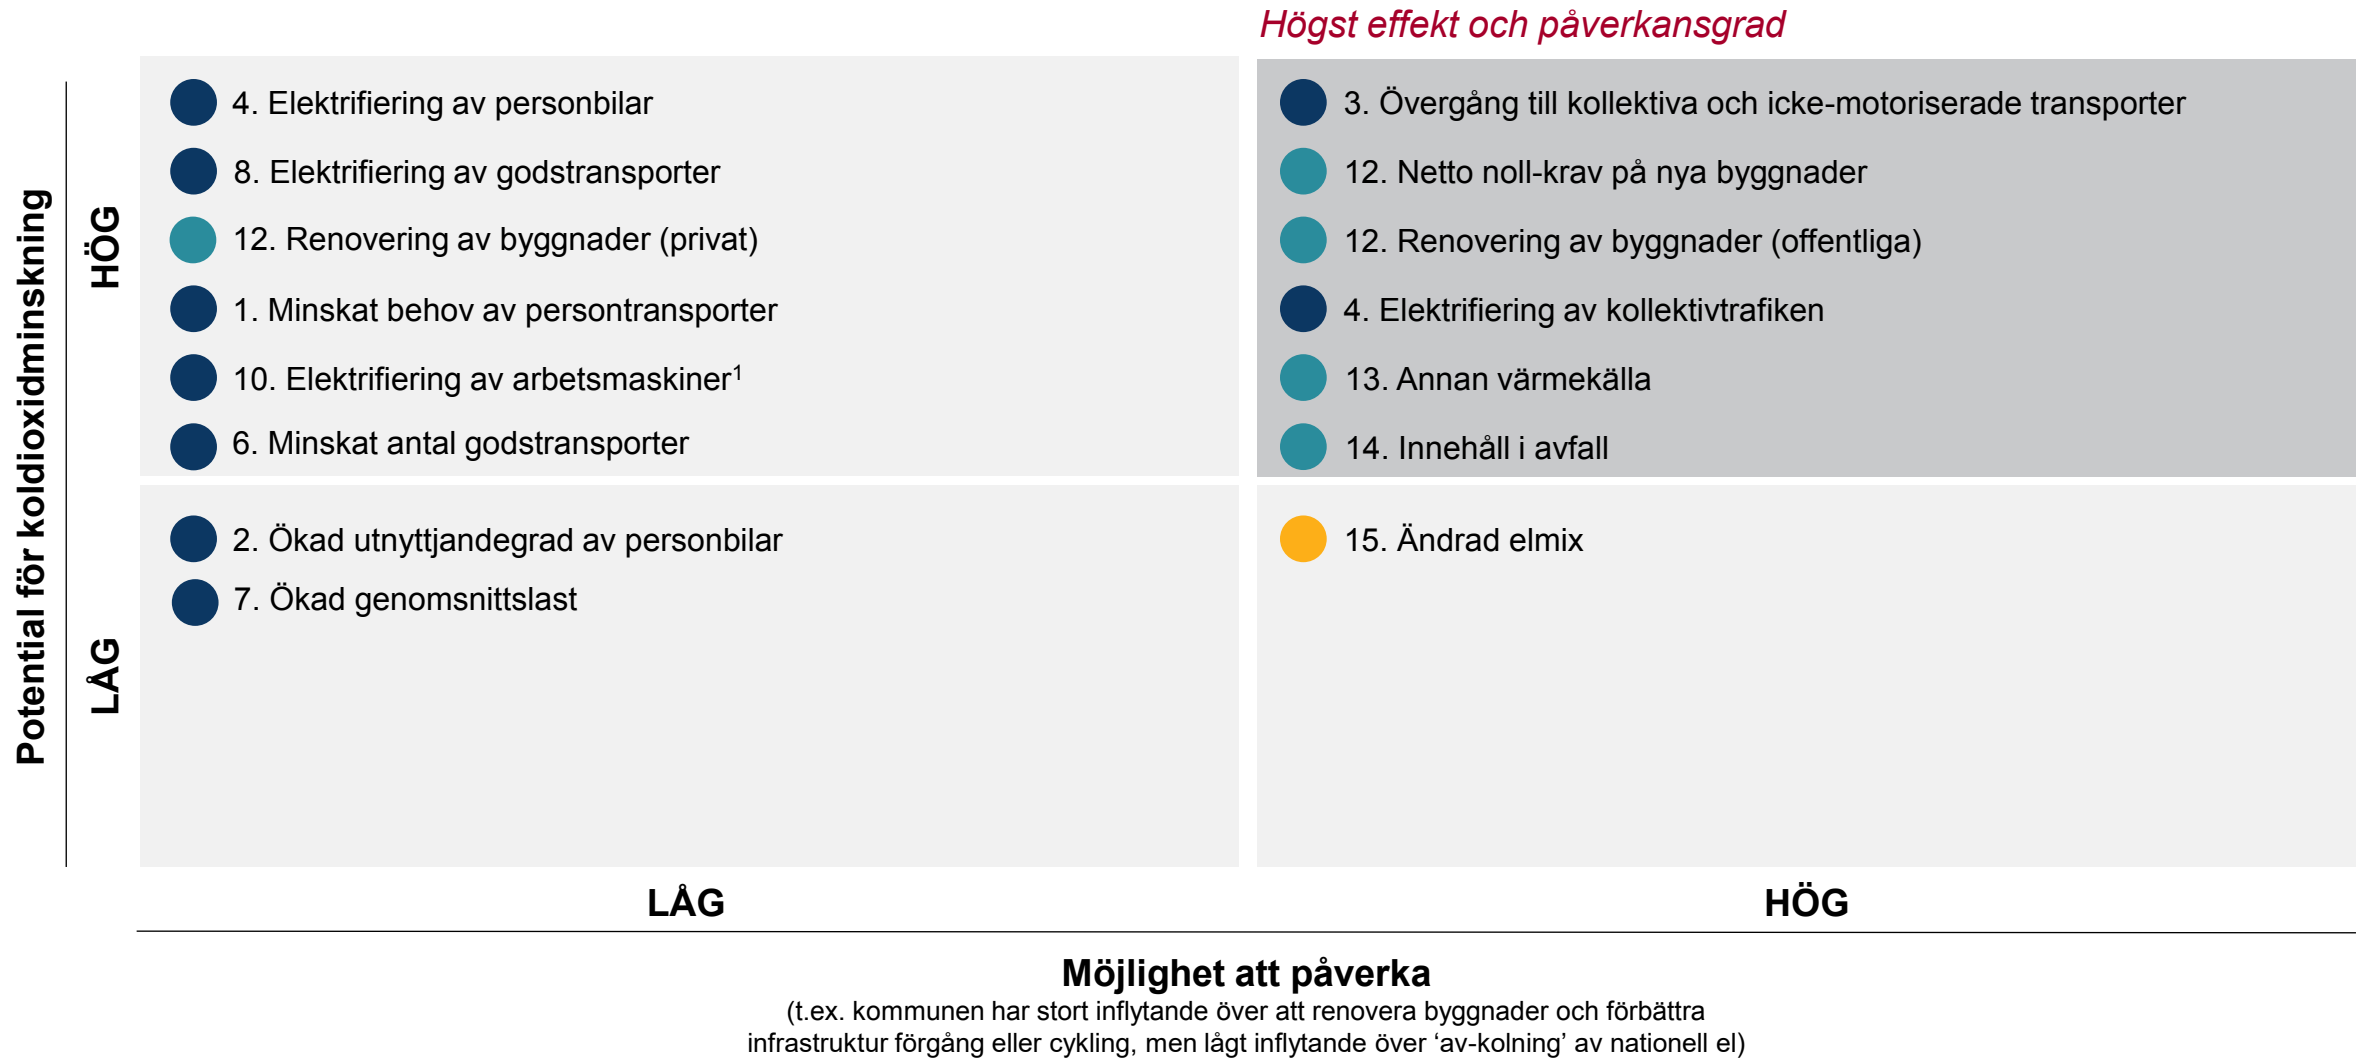 Högst effekt och påverkansgrad
Potential för koldioxidminskning
HÖG
4. Elektrifiering av personbilar
8. Elektrifiering av godstransporter
12. Renovering av byggnader (privat)
1. Minskat behov av persontransporter
10. Elektrifiering av arbetsmaskiner¹
6. Minskat antal godstransporter
3. Övergång till kollektiva och icke-motoriserade transporter
12. Netto noll-krav på nya byggnader
12. Renovering av byggnader (offentliga)
4. Elektrifiering av kollektivtrafiken
13. Annan värmekälla
14. Innehåll i avfall
LÅG
2. Ökad utnyttjandegrad av personbilar
7. Ökad genomsnittslast
15. Ändrad elmix
LÅG
HÖG
Möjlighet att påverka
(t.ex. kommunen har stort inflytande över att renovera byggnader och förbättra
infrastruktur förgång eller cykling, men lågt inflytande över ‘av-kolning’ av nationell el)